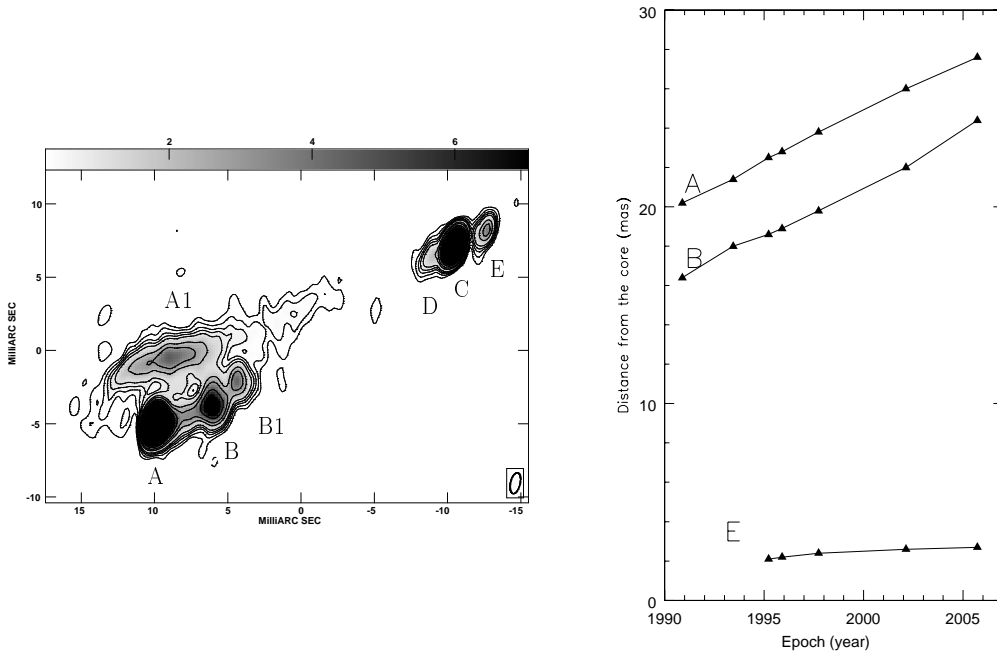 2 4 6
10
5
0
-5
-10
MilliARC SEC
A1
D
C
E
A
B
B1
15 10 5 0 -5 -10 -15
MilliARC SEC
30
20
10
0
Distance from the core (mas)
A
B
E
1990 1995 2000 2005
Epoch (year)